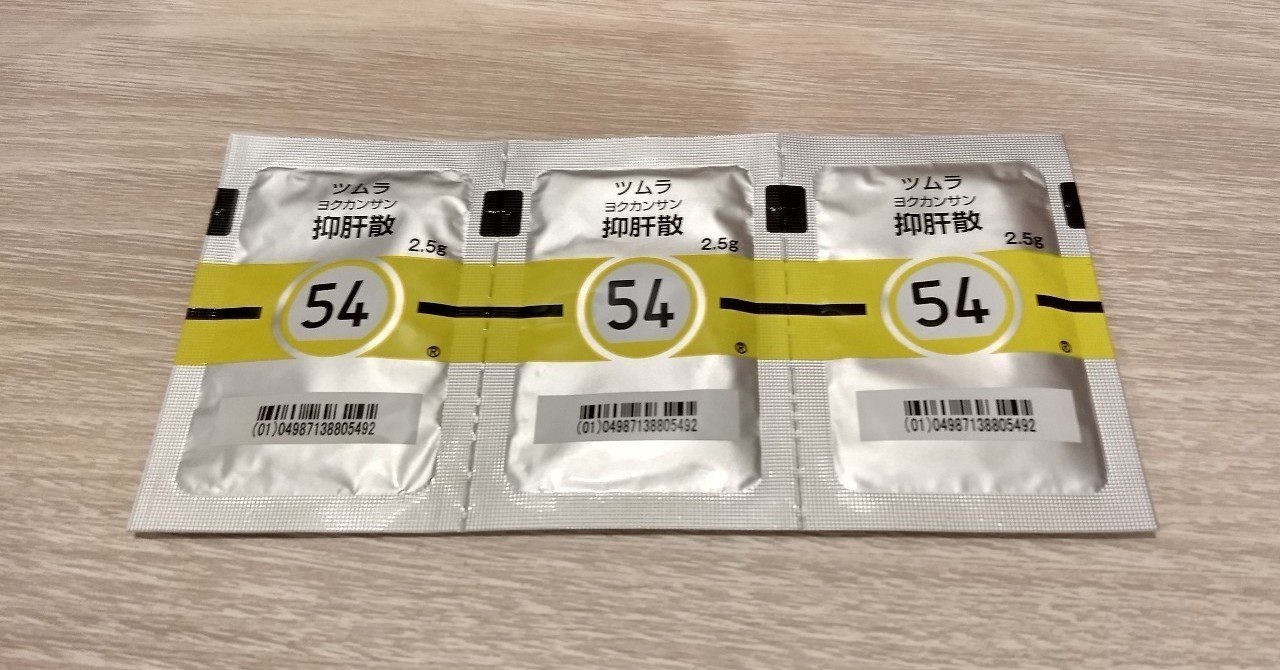 ツムラ
ヨクカンサン
抑肝散
2.5g
54
®
(01)04987138805492
ツムラ
ヨクカンサン
抑肝散
2.5g
54
®
(01)04987138805492
ツムラ
ヨクカンサン
抑肝散
2.5g
54
®
(01)04987138805492